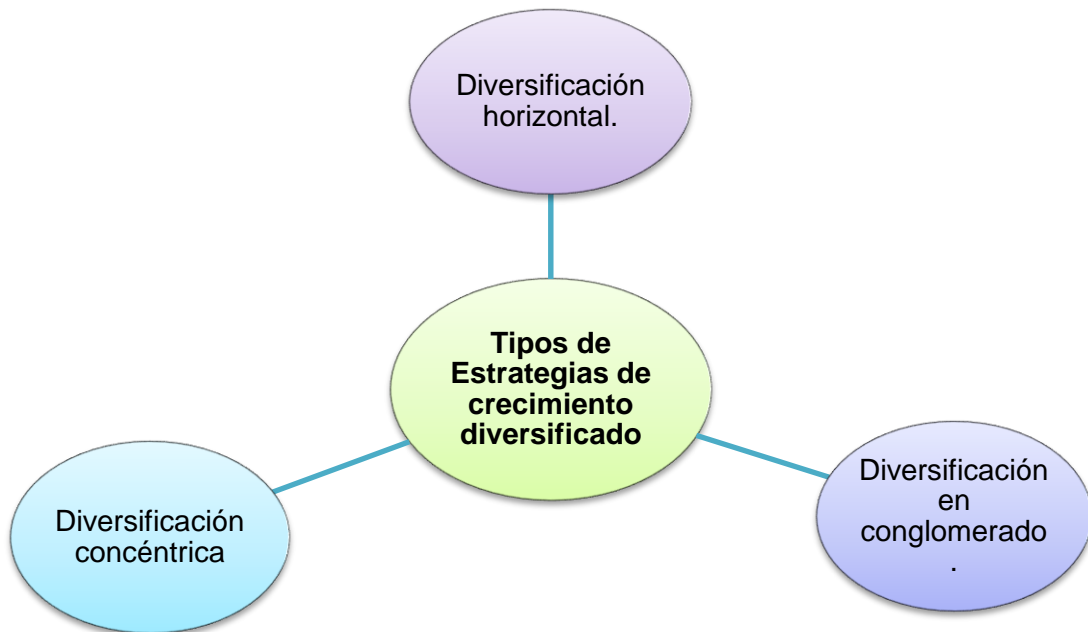 Diversificación
horizontal.
Tipos de
Estrategias de
crecimiento
diversificado
Diversificación
concéntrica
Diversificación
en
conglomerado
.